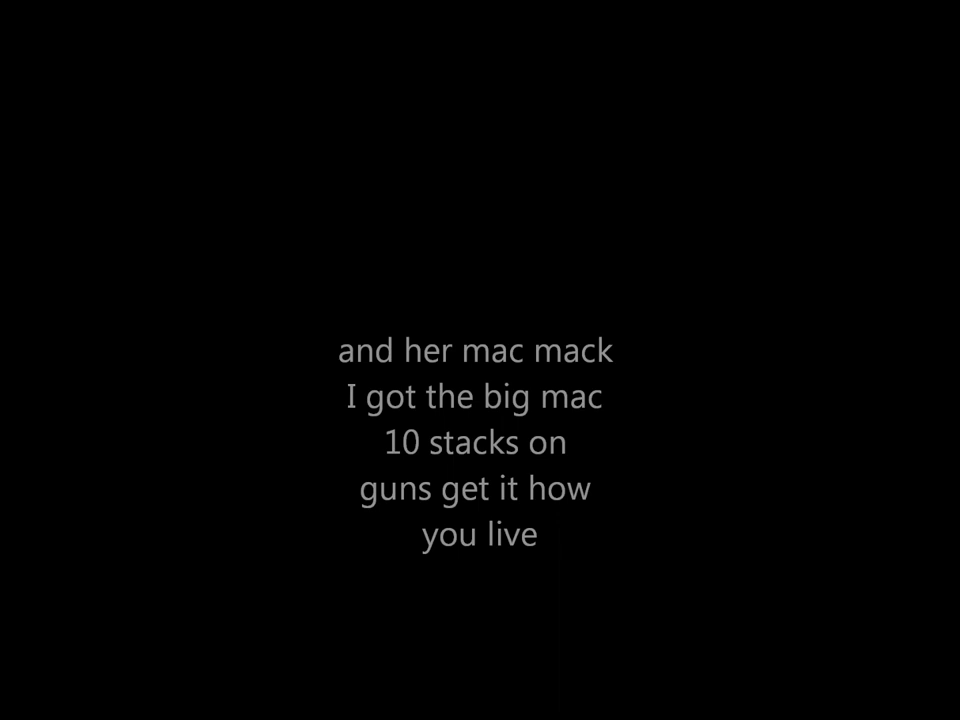 and her mac mack
I got the big mac
10 stacks on
guns get it how
you live